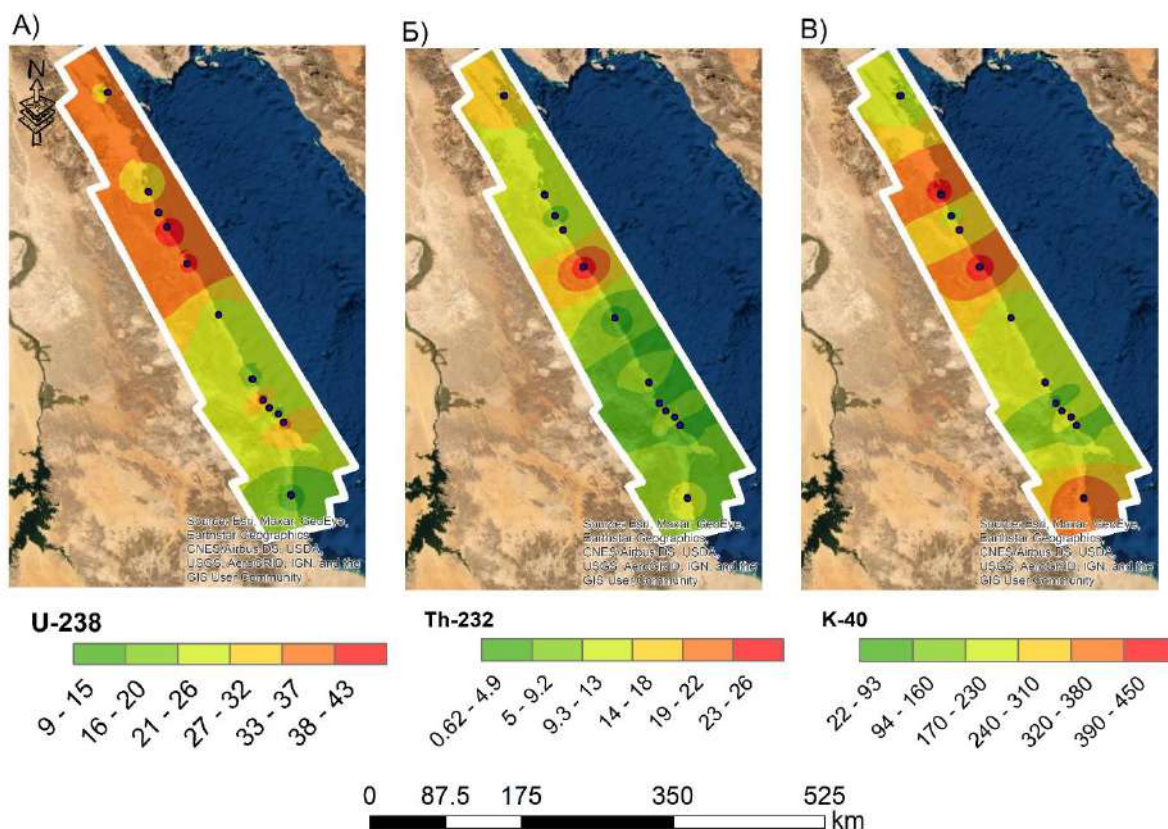 А)
Б)
В)
N
Source: Esri, Maxar, GeoEye,
Earthstar Geographics,
CNES/Airbus DS, USDA,
USGS, AeroGRID, IGN, and the
GIS User Community
Source: Esri, Maxar, GeoEye,
Earthstar Geographics,
CNES/Airbus DS, USDA,
USGS, AeroGRID, IGN, and the
GIS User Community
Source: Esri, Maxar, GeoEye,
Earthstar Geographics,
CNES/Airbus DS, USDA,
USGS, AeroGRID, IGN, and the
GIS User Community
U-238
9 - 15
16 - 20
21 - 26
27 - 32
33 - 37
38 - 43
Th-232
0.62 - 4.9
5 - 9.2
9.3 - 13
14 - 18
19 - 22
23 - 26
K-40
22 - 93
94 - 160
170 - 230
240 - 310
320 - 380
390 - 450
0 87.5 175 350 525
km